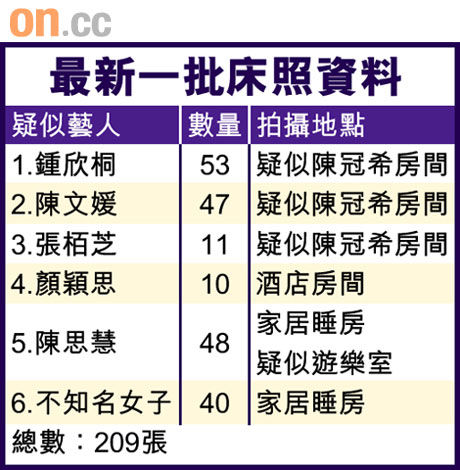 on.cc
最新一批床照資料
疑似藝人 數量 拍攝地點
1.鍾欣桐 53 疑似陳冠希房間
2.陳文媛 47 疑似陳冠希房間
3.張栢芝 11 疑似陳冠希房間
4.顏穎思 10 酒店房間
5.陳思慧 48 家居睡房
疑似遊樂室
6.不知名女子 40 家居睡房
總數：209張